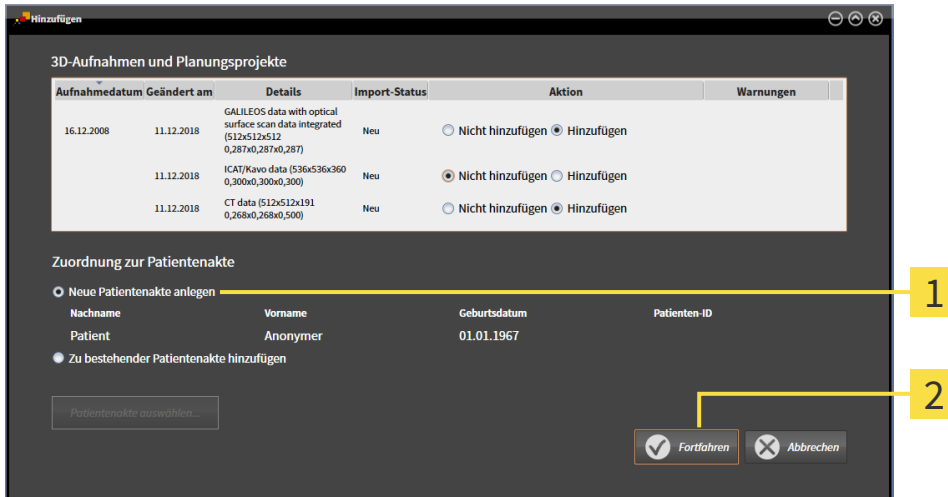 Hinzufügen
3D-Aufnahmen und Planungsprojekte
Aufnahmedatum Geändert am Details Import-Status Aktion Warnungen
16.12.2008 11.12.2018 GALILEOS data with optical
surface scan data integrated
(512x512x512
0,287x0,287x0,287) Neu Nicht hinzufügen Hinzufügen
11.12.2018 ICAT/Kavo data (536x536x360
0,300x0,300x0,300) Neu Nicht hinzufügen Hinzufügen
11.12.2018 CT data (512x512x191
0,268x0,268x0,500) Neu Nicht hinzufügen Hinzufügen
Zuordnung zur Patientenakte
Neue Patientenakte anlegen 1
Nachname Vorname Geburtsdatum Patienten-ID
Patient Anonymer 01.01.1967
Zu bestehender Patientenakte hinzufügen
2
Patientenakte auswählen...
Fortfahren Abbrechen